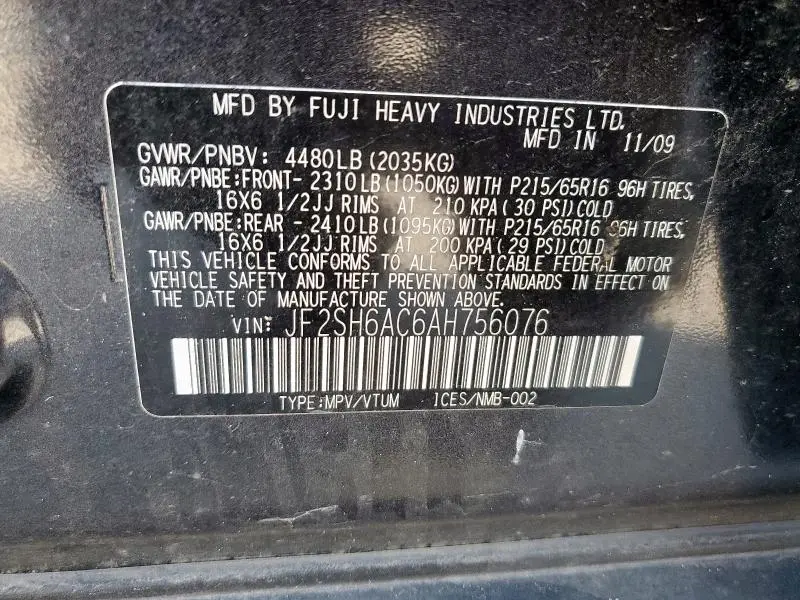 MFD BY FUJI HEAVY INDUSTRIES LTD.
MFD IN 11/09
GVWR/PNBV: 4480LB(2035KG)
GAWR/PNBE:FRONT- 2310LB(1050KG)WITH P215/65R16 96H TIRES,
16X6 1/2JJ RIMS AT 210 KPA(30 PSI)COLD
GAWR/PNBE:REAR - 2410LB(1095KG)WITH P215/65R16 96H TIRES,
16X6 1/2JJ RIMS AT 200 KPA(29 PSI)COLD
THIS VEHICLE CONFORMS TO ALL APPLICABLE FEDERAL MOTOR
VEHICLE SAFETY AND THEFT PREVENTION STANDARDS IN EFFECT ON
THE DATE OF MANUFACTURE SHOWN ABOVE.
VIN: JF2SH6AC6AH756076
TYPE:MPV/VTUM ICES/NMB-002